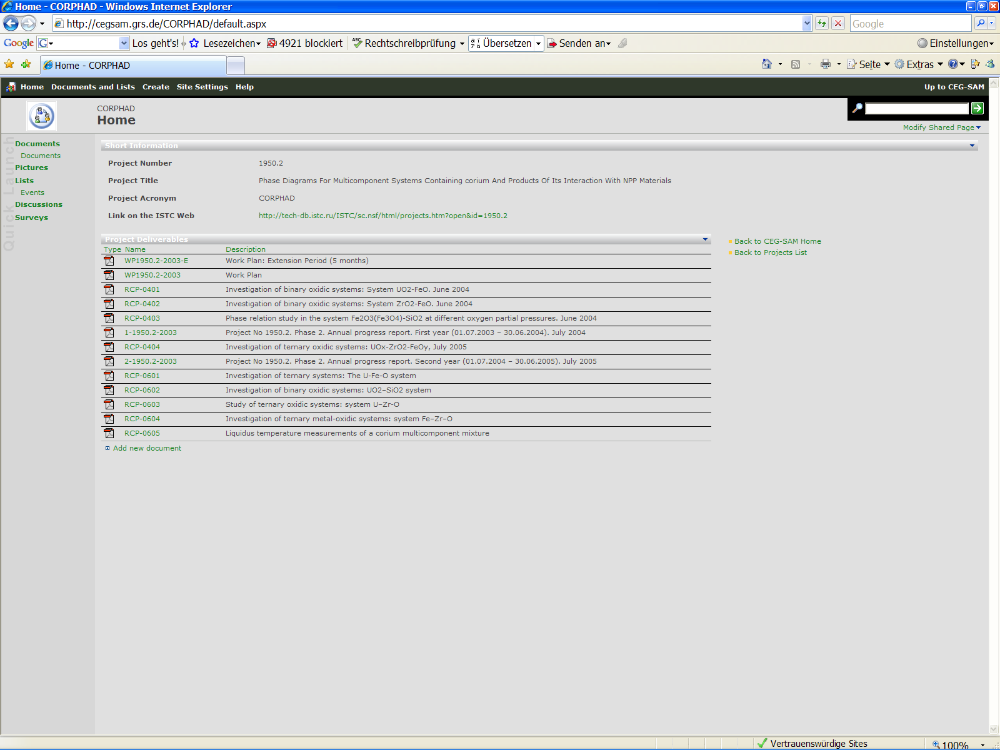 Home - CORPHAD - Windows Internet Explorer
http://cegsam.grs.de/CORPHAD/default.aspx
Google
Google G Los geht's! Lesezeichen 4921 blockiert ABC Rechtschreibprüfung Übersetzen Senden an Einstellungen
Home - CORPHAD
Seite Extras
Home Documents and Lists Create Site Settings Help Up to CEG-SAM
CORPHAD
Home
Modify Shared Page
Quick Launch
Documents
Documents
Pictures
Lists
Events
Discussions
Surveys
Short Information
Project Number 1950.2
Project Title Phase Diagrams For Multicomponent Systems Containing corium And Products Of Its Interaction With NPP Materials
Project Acronym CORPHAD
Link on the ISTC Web http://tech-db.istc.ru/ISTC/sc.nsf/html/projects.htm?open&id=1950.2
Project Deliverables
Type Name Description
WP1950.2-2003-E Work Plan: Extension Period (5 months)
WP1950.2-2003 Work Plan
RCP-0401 Investigation of binary oxidic systems: System UO2-FeO. June 2004
RCP-0402 Investigation of binary oxidic systems: System ZrO2-FeO. June 2004
RCP-0403 Phase relation study in the system Fe2O3(Fe3O4)-SiO2 at different oxygen partial pressures. June 2004
1-1950.2-2003 Project No 1950.2. Phase 2. Annual progress report. First year (01.07.2003 – 30.06.2004). July 2004
RCP-0404 Investigation of ternary oxidic systems: UOx-ZrO2-FeOy, July 2005
2-1950.2-2003 Project No 1950.2. Phase 2. Annual progress report. Second year (01.07.2004 – 30.06.2005). July 2005
RCP-0601 Investigation of ternary systems: The U-Fe-O system
RCP-0602 Investigation of binary oxidic systems: UO2–SiO2 system
RCP-0603 Study of ternary oxidic systems: system U–Zr-O
RCP-0604 Investigation of ternary metal-oxidic systems: system Fe–Zr–O
RCP-0605 Liquidus temperature measurements of a corium multicomponent mixture
Add new document
Back to CEG-SAM Home
Back to Projects List
Vertrauenswürdige Sites 100%